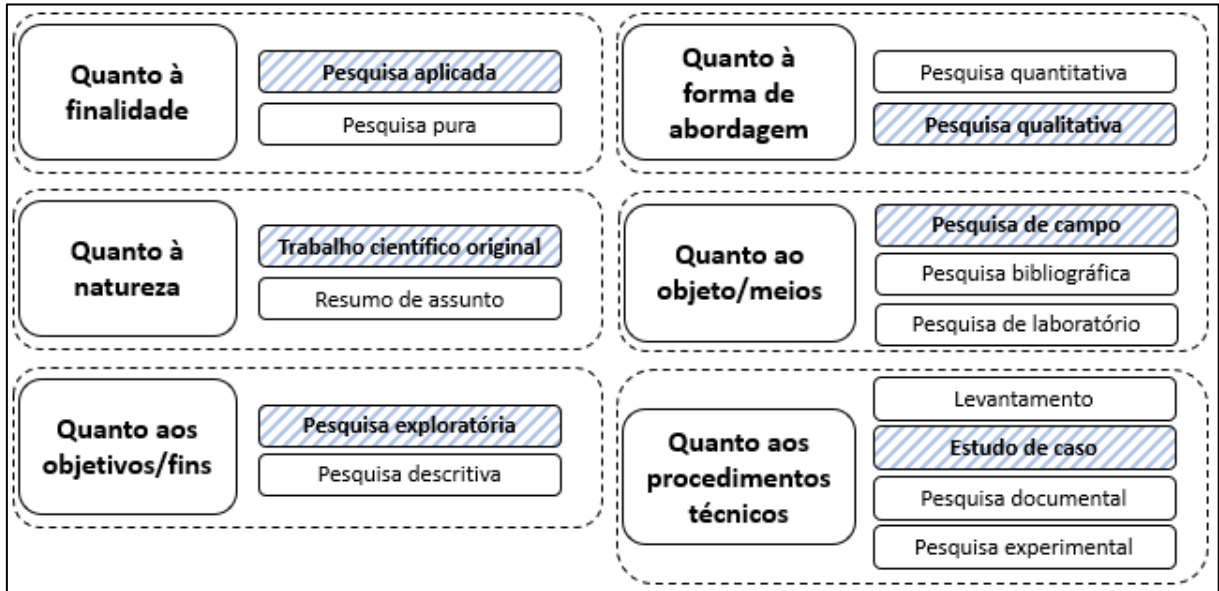 Quanto à
finalidade
Pesquisa aplicada
Pesquisa pura
Quanto à
natureza
Trabalho científico original
Resumo de assunto
Quanto aos
objetivos/fins
Pesquisa exploratória
Pesquisa descritiva
Quanto à
forma de
abordagem
Pesquisa quantitativa
Pesquisa qualitativa
Quanto ao
objeto/meios
Pesquisa de campo
Pesquisa bibliográfica
Pesquisa de laboratório
Quanto aos
procedimentos
técnicos
Levantamento
Estudo de caso
Pesquisa documental
Pesquisa experimental